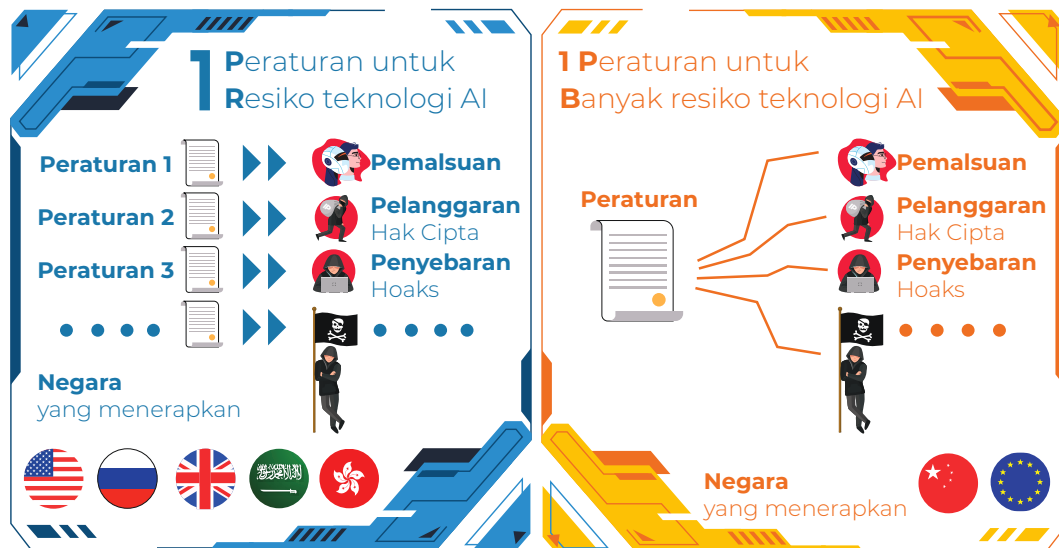 1 Peraturan untuk
Resiko teknologi AI
Peraturan 1
Pemalsuan
Peraturan 2
Pelanggaran
Hak Cipta
Peraturan 3
Penyebaran
Hoaks
Negara
yang menerapkan
1 Peraturan untuk
Banyak resiko teknologi AI
Peraturan
Pemalsuan
Pelanggaran
Hak Cipta
Penyebaran
Hoaks
Negara
yang menerapkan